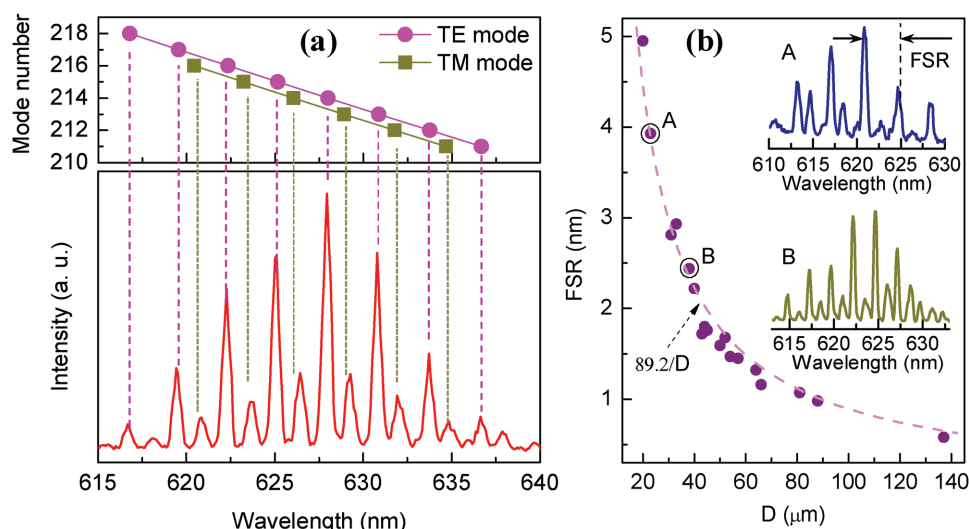 (a)
TE mode
TM mode
Mode number
218
216
214
212
210
Intensity (a. u.)
615
620
625
630
635
640
Wavelength (nm)
(b)
5
4
3
2
1
FSR (nm)
A
B
89.2/D
A
FSR
610
615
620
625
630
Wavelength (nm)
B
615
620
625
630
Wavelength (nm)
20
40
60
80
100
120
140
D (μm)